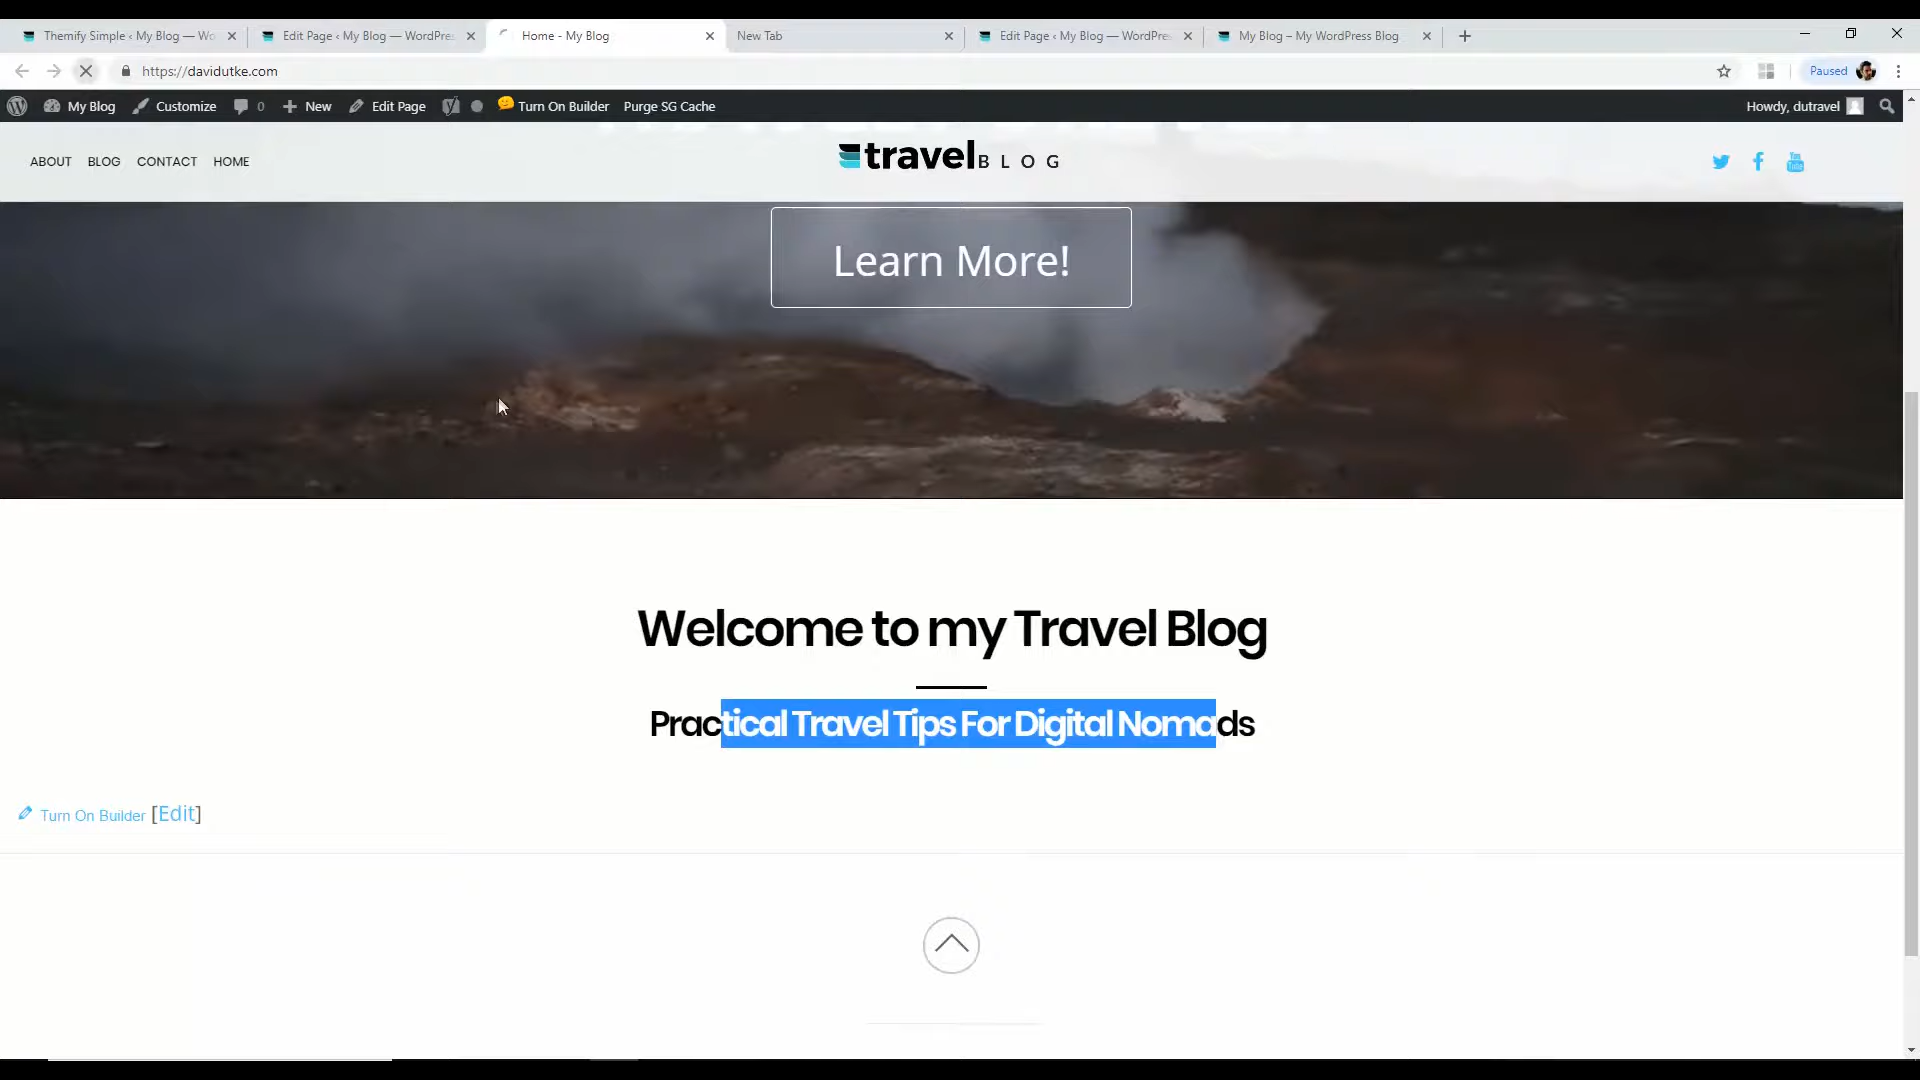 Themify Simple ‹ My Blog — Wo
Edit Page ‹ My Blog — WordPres
Home - My Blog
New Tab
Edit Page ‹ My Blog — WordPres
My Blog – My WordPress Blog
https://davidutke.com
Paused
My Blog
Customize
0
New
Edit Page
Turn On Builder
Purge SG Cache
Howdy, dutravel
ABOUT
BLOG
CONTACT
HOME
travel BLOG
You Tube
Learn More!
Welcome to my Travel Blog
Practical Travel Tips For Digital Nomads
Turn On Builder [Edit]